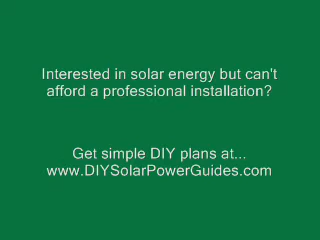 Interested in solar energy but can't
afford a professional installation?
Get simple DIY plans at...
www.DIYSolarPowerGuides.com